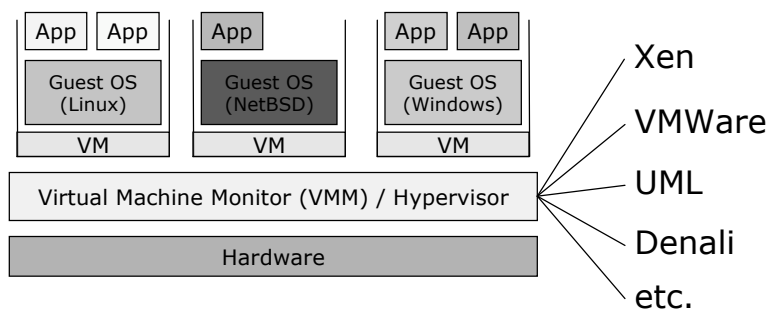 App App
Guest OS
(Linux)
VM
App
Guest OS
(NetBSD)
VM
App App
Guest OS
(Windows)
VM
Virtual Machine Monitor (VMM) / Hypervisor
Hardware
Xen
VMWare
UML
Denali
etc.